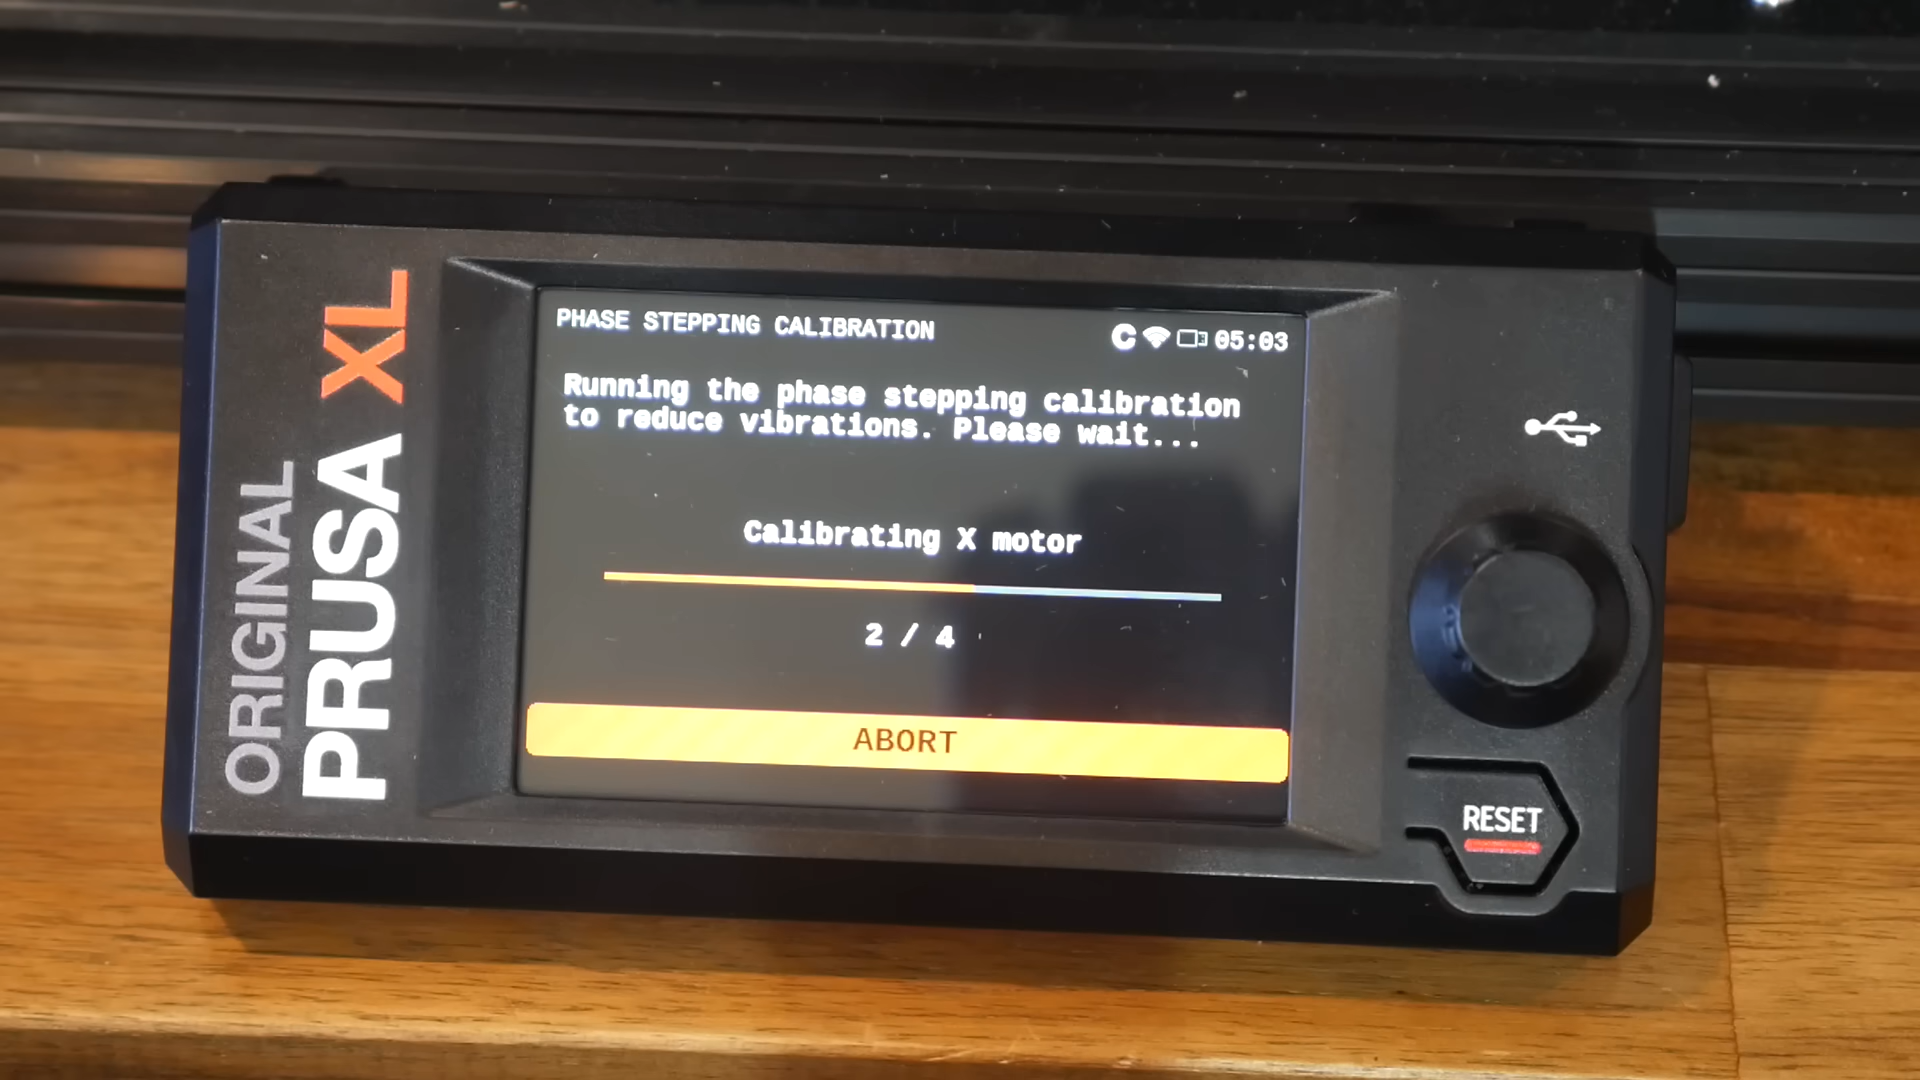 ORIGINAL
PRUSA XL
PHASE STEPPING CALIBRATION
05:03
Running the phase stepping calibration
to reduce vibrations. Please wait...
Calibrating X motor
2 / 4
ABORT
RESET